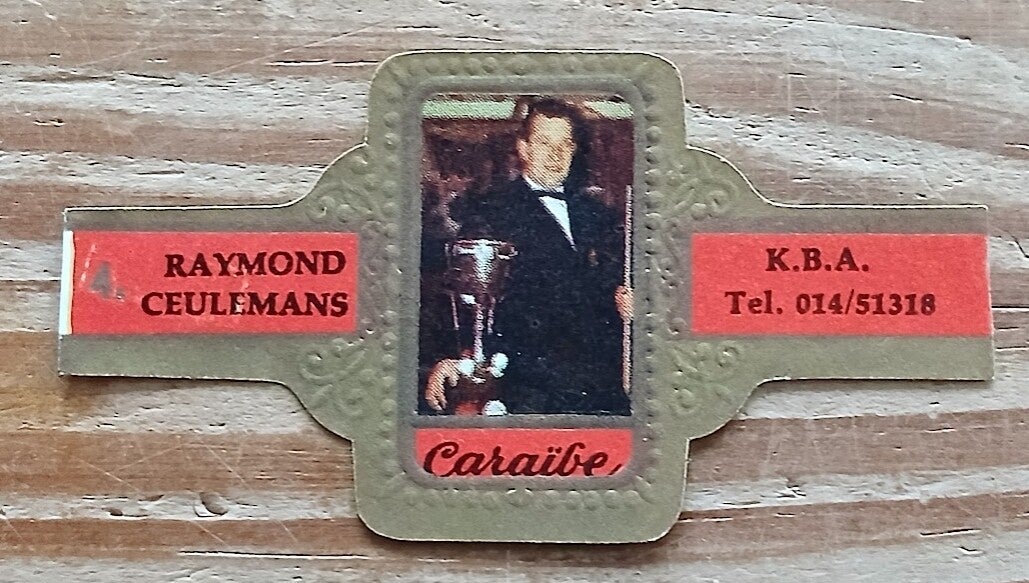 4.
RAYMOND
CEULEMANS
Caraïbe
K.B.A.
Tel. 014/51318